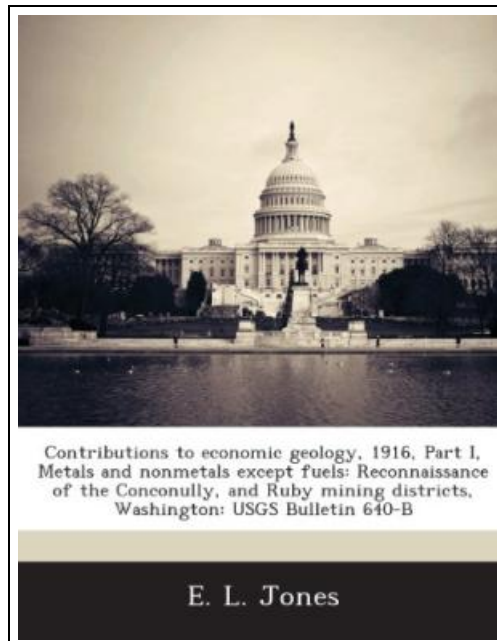 Contributions to economic geology, 1916, Part I,
Metals and nonmetals except fuels: Reconnaissance
of the Conconully, and Ruby mining districts,
Washington: USGS Bulletin 640-B
E. L. Jones